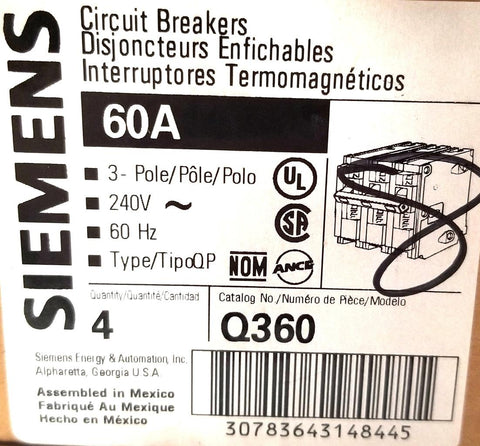 SIEMENS
Circuit Breakers
Disjoncteurs Enfichables
Interruptores Termomagnéticos
60A
3- Pole/Pôle/Polo
240V ~
60 Hz
Type/TipoQP
UL
SA
NOM
ANCE
Quantity/Quantité/Cantidad
4
Catalog No./Numéro de Pièce/Modelo
Q360
Siemens Energy & Automation, Inc.
Alpharetta, Georgia U.S.A.
Assembled in Mexico
Fabriqué Au Mexique
Hecho en México
30783643148445